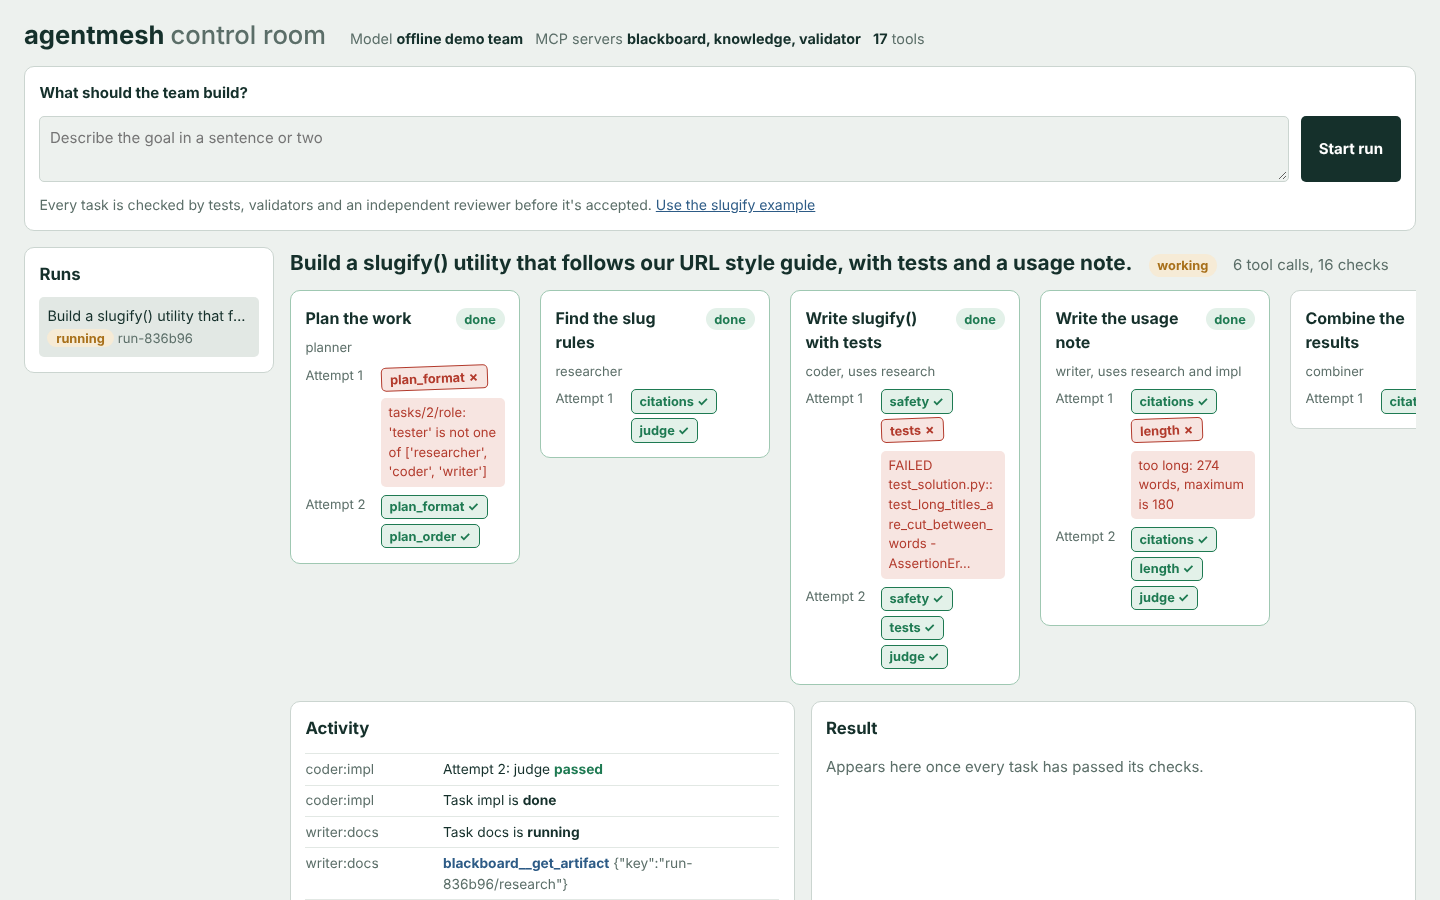 agentmesh control room Model offline demo team MCP servers blackboard, knowledge, validator 17 tools
What should the team build?
Describe the goal in a sentence or two
Start run
Every task is checked by tests, validators and an independent reviewer before it's accepted. Use the slugify example
Runs
Build a slugify() utility that f...
running run-836b96
Build a slugify() utility that follows our URL style guide, with tests and a usage note. working 6 tool calls, 16 checks
Plan the work done
planner
Attempt 1 plan_format ×
tasks/2/role:
'tester' is not one
of ['researcher',
'coder', 'writer']
Attempt 2 plan_format ✓
plan_order ✓
Find the slug done
rules
researcher
Attempt 1 citations ✓
judge ✓
Write slugify() done
with tests
coder, uses research
Attempt 1 safety ✓
tests ×
FAILED
test_solution.py::
test_long_titles_a
re_cut_between_
words -
AssertionEr...
Attempt 2 safety ✓
tests ✓
judge ✓
Write the usage done
note
writer, uses research and impl
Attempt 1 citations ✓
length ×
too long: 274
words, maximum
is 180
Attempt 2 citations ✓
length ✓
judge ✓
Combine the
results
combiner
Attempt 1 citat
Activity
coder:impl Attempt 2: judge passed
coder:impl Task impl is done
writer:docs Task docs is running
writer:docs blackboard__get_artifact {"key":"run-
836b96/research"}
Result
Appears here once every task has passed its checks.